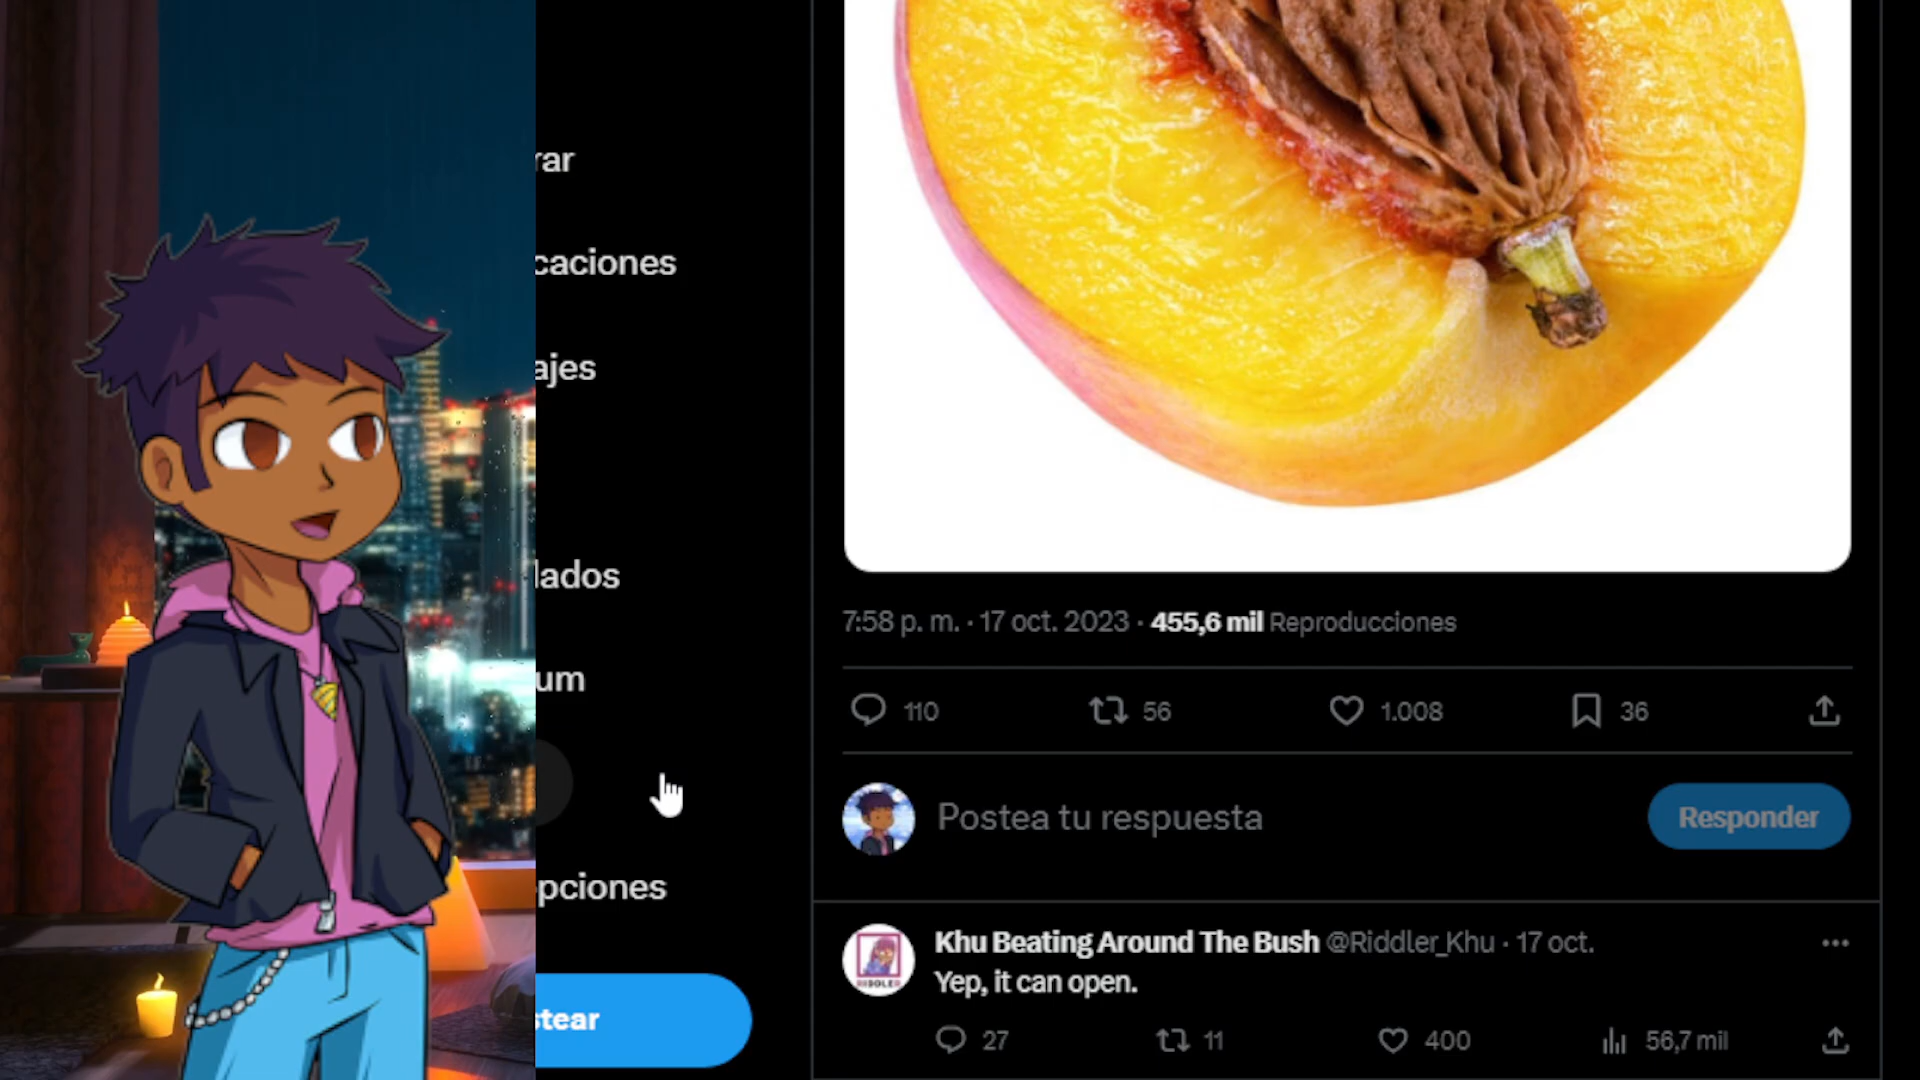 rar
caciones
ajes
lados
um
pciones
stear
7:58 p. m. · 17 oct. 2023 · 455,6 mil Reproducciones
110 56 1.008 36
Postea tu respuesta
Responder
Khu Beating Around The Bush @Riddler_Khu · 17 oct.
Yep, it can open.
27 11 400 56,7 mil